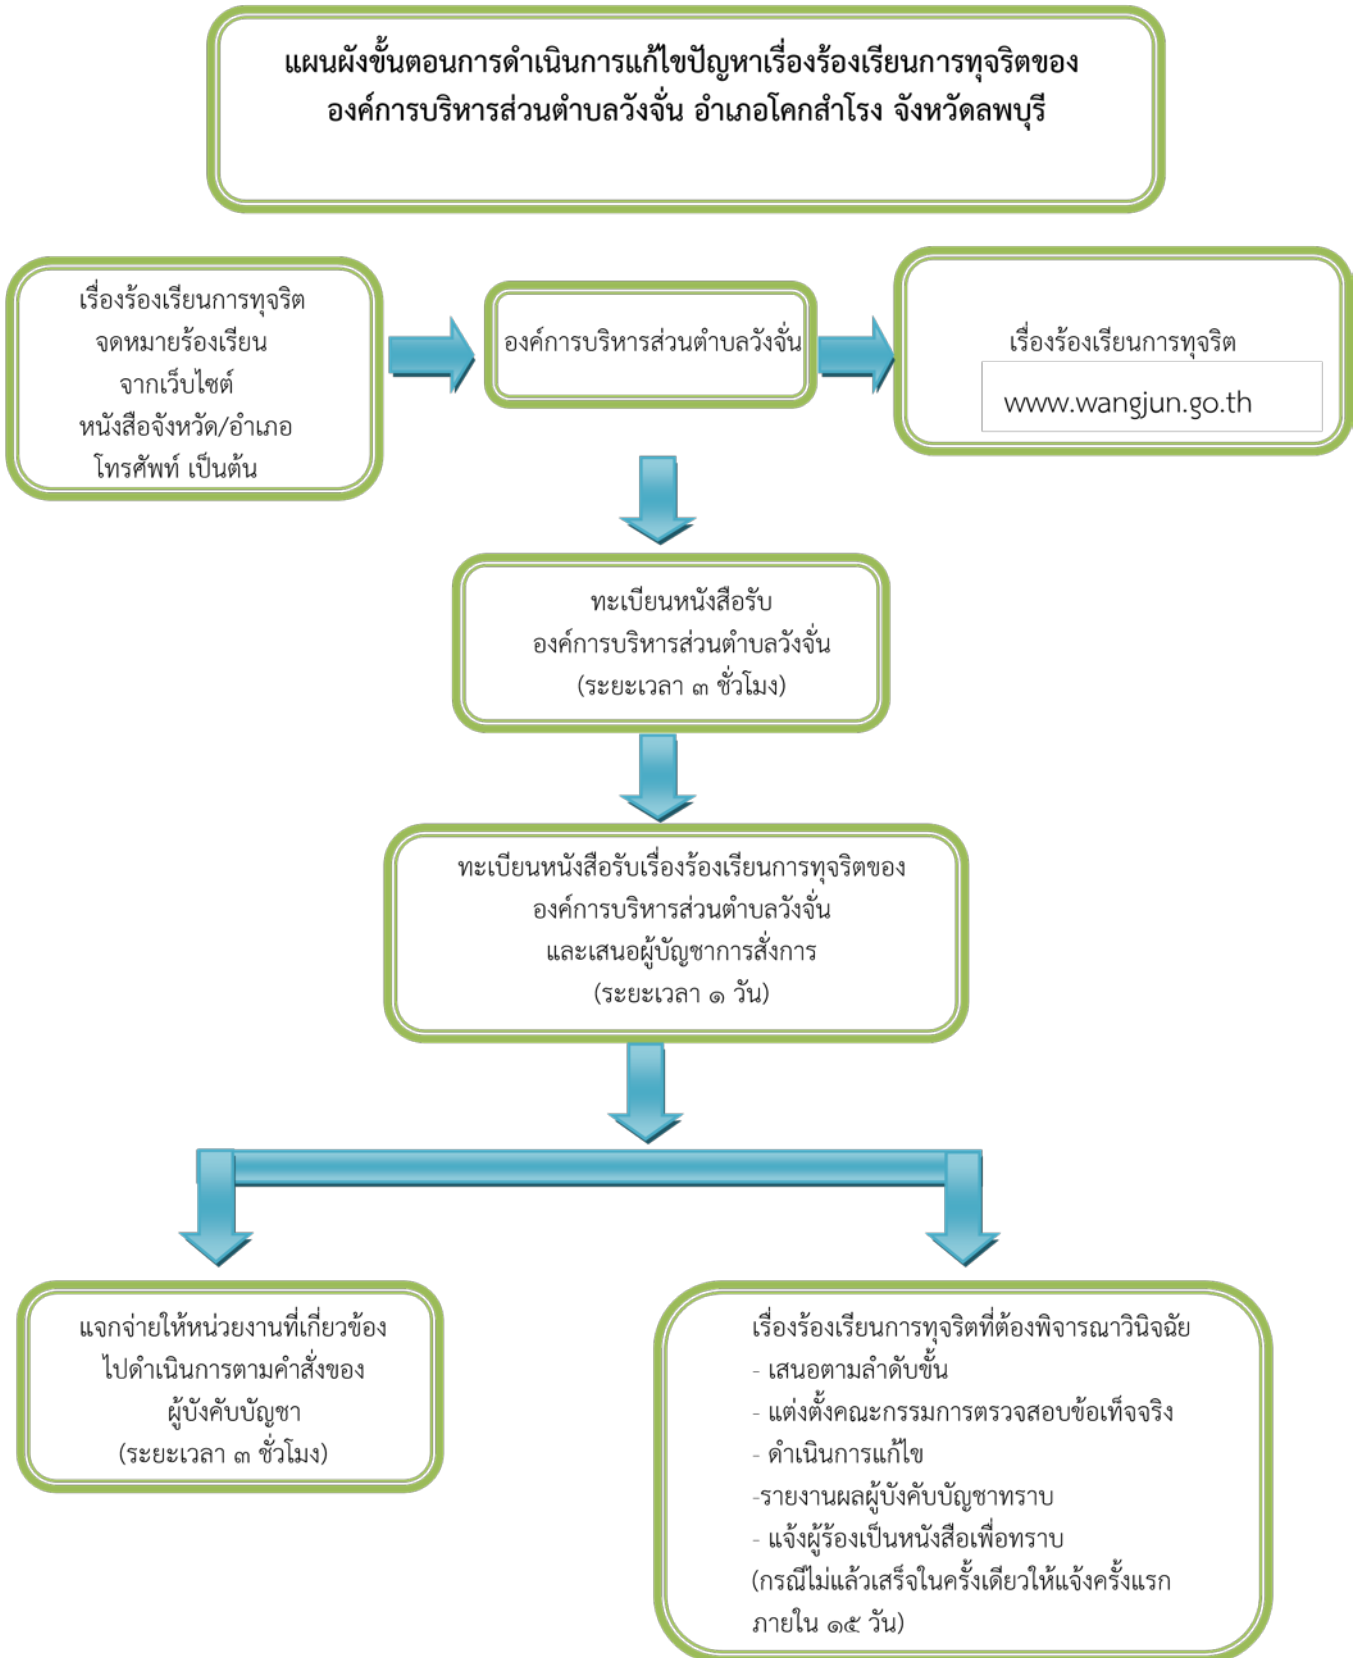 แผนผังขั้นตอนการดำเนินการแก้ไขปัญหาเรื่องร้องเรียนการทุจริตของ
องค์การบริหารส่วนตำบลวังจั่น อำเภอโคกสำโรง จังหวัดลพบุรี
เรื่องร้องเรียนการทุจริต
จดหมายร้องเรียน
จากเว็บไซต์
หนังสือจังหวัด/อำเภอ
โทรศัพท์ เป็นต้น
องค์การบริหารส่วนตำบลวังจั่น
เรื่องร้องเรียนการทุจริต
www.wangjun.go.th
ทะเบียนหนังสือรับ
องค์การบริหารส่วนตำบลวังจั่น
(ระยะเวลา ๓ ชั่วโมง)
ทะเบียนหนังสือรับเรื่องร้องเรียนการทุจริตของ
องค์การบริหารส่วนตำบลวังจั่น
และเสนอผู้บัญชาการสั่งการ
(ระยะเวลา ๑ วัน)
แจกจ่ายให้หน่วยงานที่เกี่ยวข้อง
ไปดำเนินการตามคำสั่งของ
ผู้บังคับบัญชา
(ระยะเวลา ๓ ชั่วโมง)
เรื่องร้องเรียนการทุจริตที่ต้องพิจารณาวินิจฉัย
- เสนอตามลำดับขั้น
- แต่งตั้งคณะกรรมการตรวจสอบข้อเท็จจริง
- ดำเนินการแก้ไข
-รายงานผลผู้บังคับบัญชาทราบ
- แจ้งผู้ร้องเป็นหนังสือเพื่อทราบ
(กรณีไม่แล้วเสร็จในครั้งเดียวให้แจ้งครั้งแรก
ภายใน ๑๕ วัน)